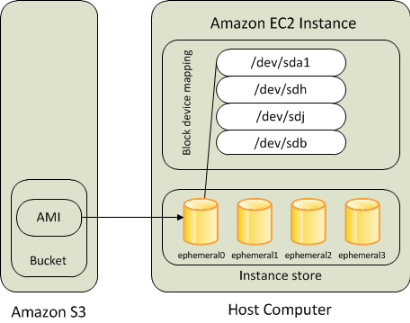 Amazon EC2 Instance
Block device mapping
/dev/sda1
/dev/sdh
/dev/sdj
/dev/sdb
AMI
Bucket
ephemeral0 ephemeral1 ephemeral2 ephemeral3
Instance store
Amazon S3
Host Computer